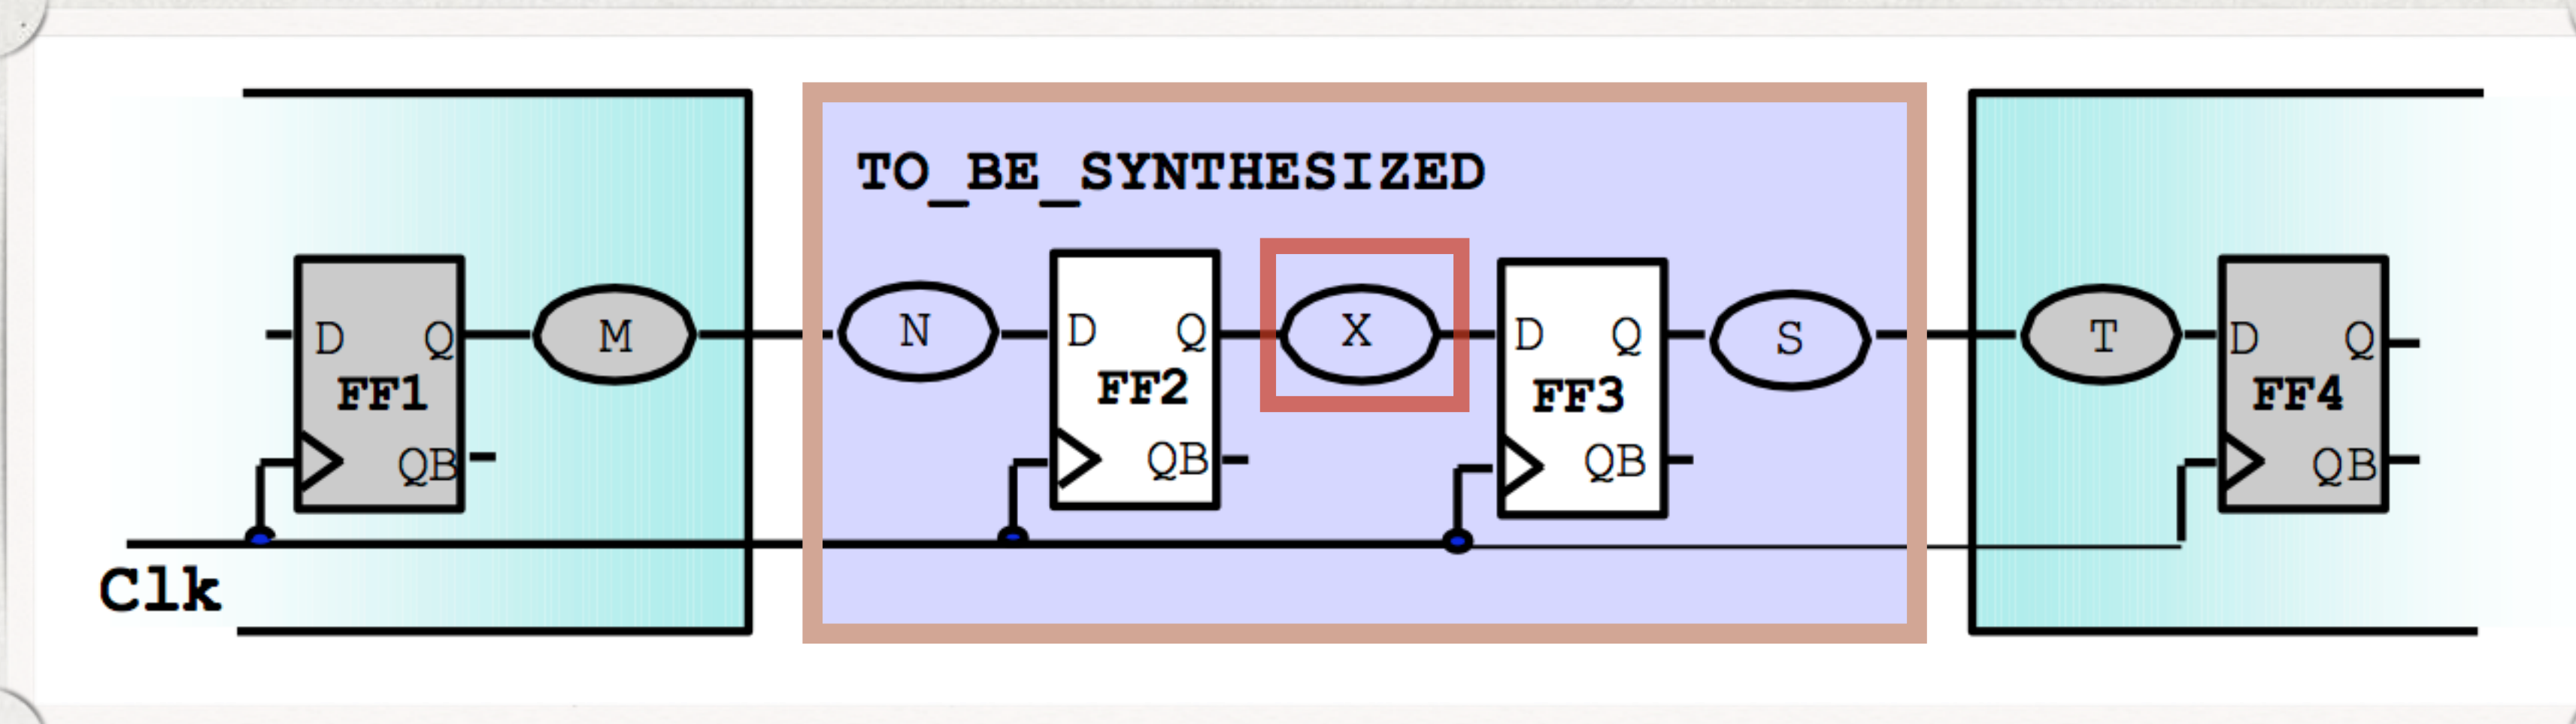 TO_BE_SYNTHESIZED
D Q
FF1
QB
M
N
D Q
FF2
QB
X
D Q
FF3
QB
S
T
D Q
FF4
QB
Clk